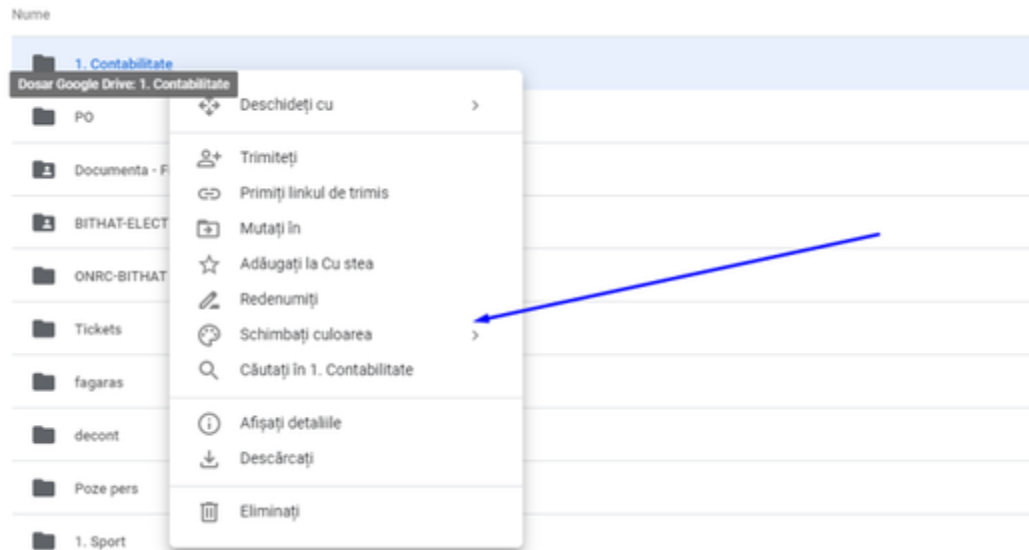 Nume
1. Contabilitate
Dosar Google Drive: 1. Contabilitate
Deschideți cu
PO
Trimiteți
Documenta - F
Primiți linkul de trimis
BITHAT-ELECT
Mutați în
Adăugați la Cu stea
ONRC-BITHAT
Redenumiți
Tickets
Schimbați culoarea
Căutați în 1. Contabilitate
fagaras
Afișați detaliile
decont
Descărcați
Poze pers
Eliminați
1. Sport